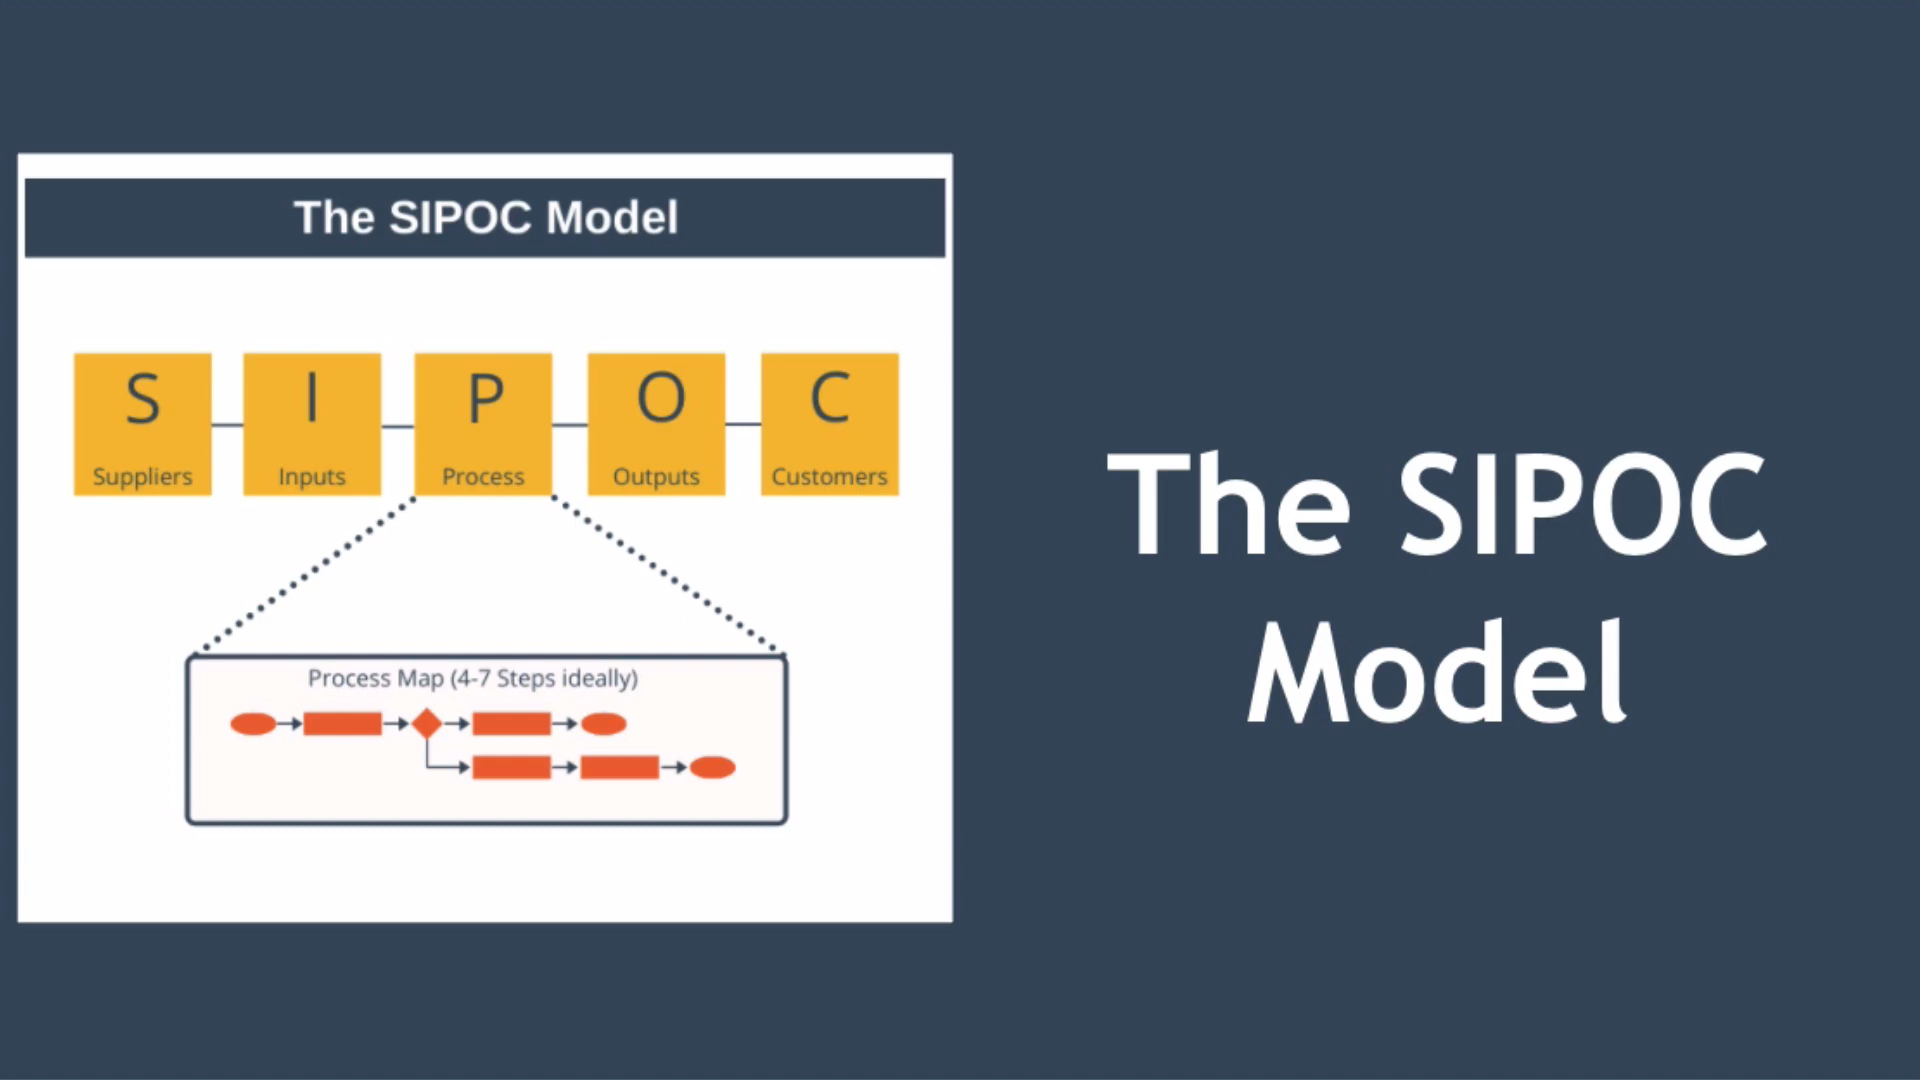 The SIPOC Model
S I P O C
Suppliers Inputs Process Outputs Customers
Process Map (4-7 Steps ideally)
The SIPOC
Model